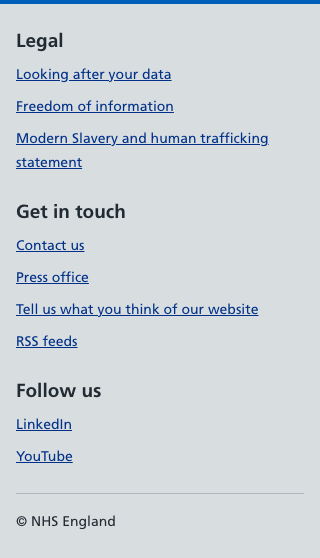 Legal
Looking after your data
Freedom of information
Modern Slavery and human trafficking
statement
Get in touch
Contact us
Press office
Tell us what you think of our website
RSS feeds
Follow us
LinkedIn
YouTube
© NHS England